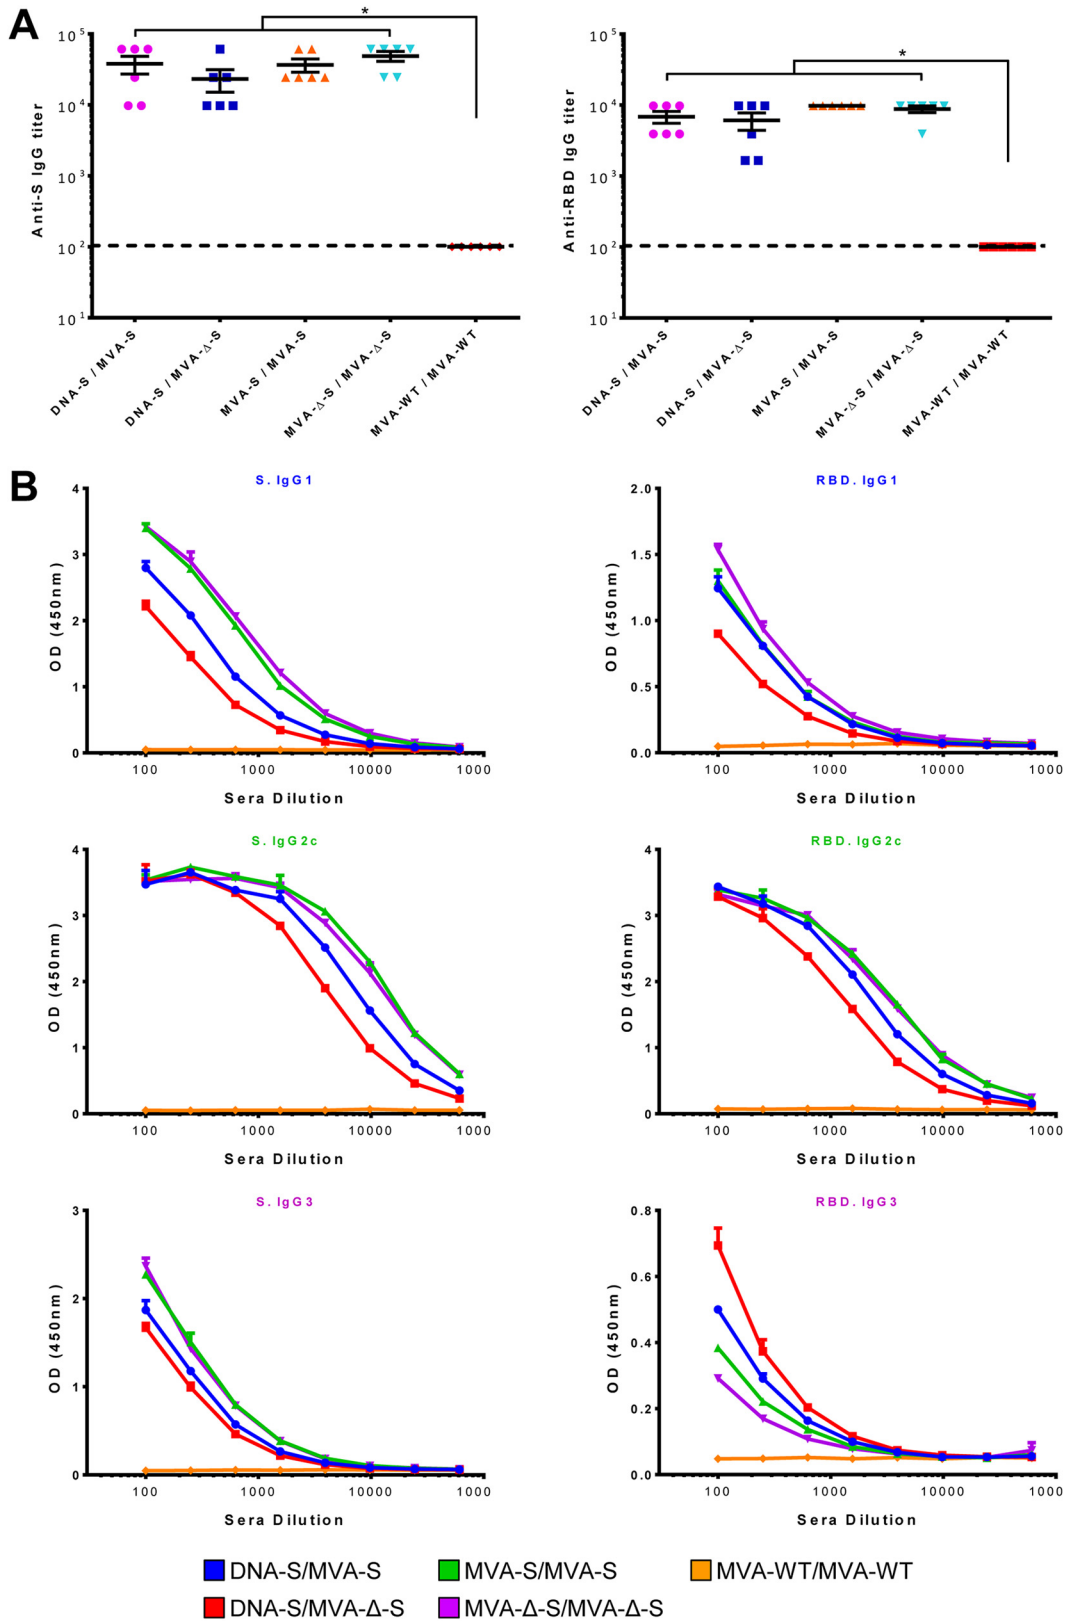 A
*
10^5
10^4
10^3
10^2
10^1
Anti-S IgG titer
DNA-S / MVA-S
DNA-S / MVA-Δ-S
MVA-S / MVA-S
MVA-Δ-S / MVA-Δ-S
MVA-WT / MVA-WT
*
10^5
10^4
10^3
10^2
10^1
Anti-RBD IgG titer
DNA-S / MVA-S
DNA-S / MVA-Δ-S
MVA-S / MVA-S
MVA-Δ-S / MVA-Δ-S
MVA-WT / MVA-WT
B
S. IgG1
4
3
2
1
0
OD (450nm)
100 1000 10000 1000
Sera Dilution
RBD. IgG1
2.0
1.5
1.0
0.5
0.0
OD (450nm)
100 1000 10000 1000
Sera Dilution
S. IgG2c
4
3
2
1
0
OD (450nm)
100 1000 10000 1000
Sera Dilution
RBD. IgG2c
4
3
2
1
0
OD (450nm)
100 1000 10000 1000
Sera Dilution
S. IgG3
3
2
1
0
OD (450nm)
100 1000 10000 1000
Sera Dilution
RBD. IgG3
0.8
0.6
0.4
0.2
0.0
OD (450nm)
100 1000 10000 1000
Sera Dilution
DNA-S/MVA-S
MVA-S/MVA-S
MVA-WT/MVA-WT
DNA-S/MVA-Δ-S
MVA-Δ-S/MVA-Δ-S